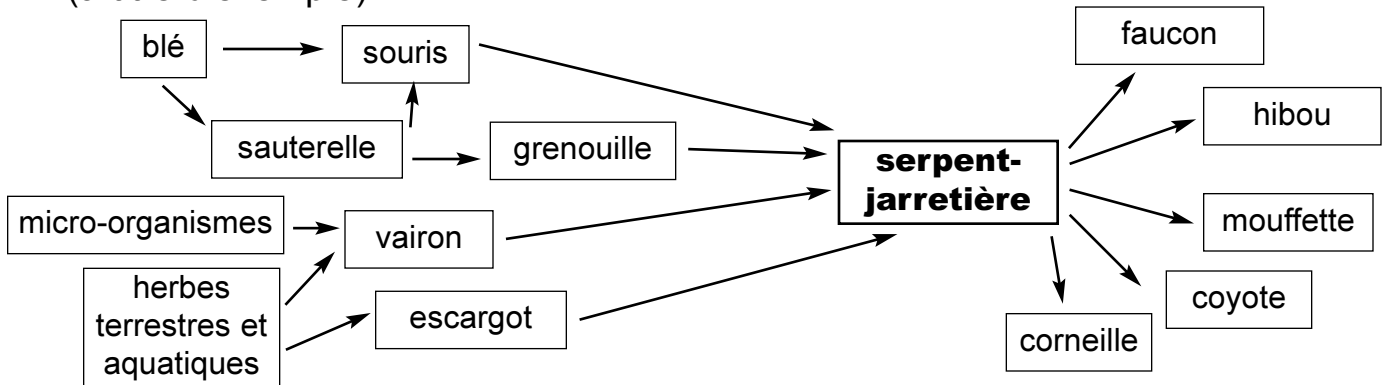 blé
souris
faucon
hibou
sauterelle
grenouille
serpent-
jarretière
micro-organismes
vairon
mouffette
herbes
terrestres et
aquatiques
escargot
coyote
corneille